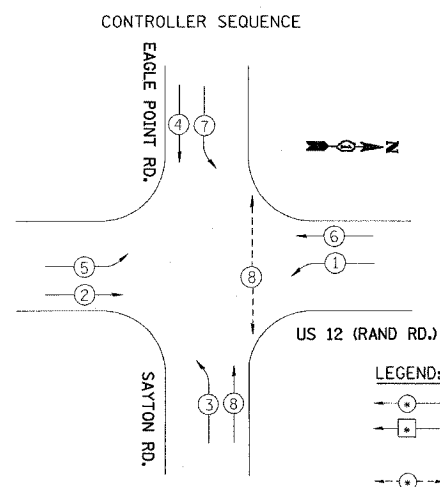 CONTROLLER SEQUENCE
EAGLE POINT RD.
4
7
N
6
5
1
8
2
US 12 (RAND RD.)
SAYTON RD.
3
8
LEGEND:
*
*
*